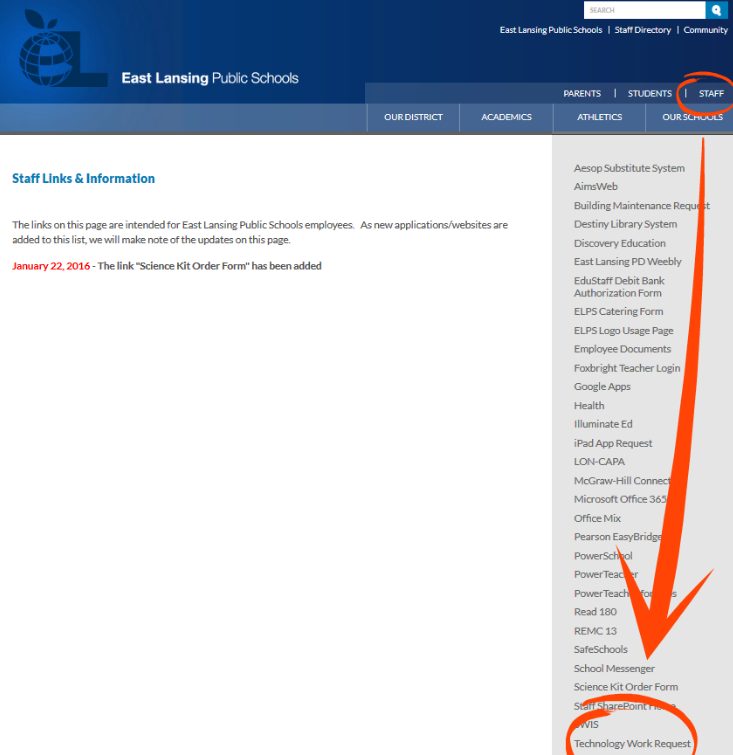 SEARCH
East Lansing Public Schools | Staff Directory | Community
East Lansing Public Schools
PARENTS | STUDENTS | STAFF
OUR DISTRICT ACADEMICS ATHLETICS OUR SCHOOLS
Staff Links & Information
The links on this page are intended for East Lansing Public Schools employees. As new applications/websites are
added to this list, we will make note of the updates on this page.
January 22, 2016 - The link "Science Kit Order Form" has been added
Aesop Substitute System
AimsWeb
Building Maintenance Request
Destiny Library System
Discovery Education
East Lansing PD Weebly
EduStaff Debit Bank
Authorization Form
ELPS Catering Form
ELPS Logo Usage Page
Employee Documents
Foxbright Teacher Login
Google Apps
Health
Illuminate Ed
iPad App Request
LON-CAPA
McGraw-Hill Connect
Microsoft Office 365
Office Mix
Pearson EasyBridge
PowerSchool
PowerTeacher
Read 180
REMC 13
SafeSchools
School Messenger
Science Kit Order Form
Staff SharePoint
SWIS
Technology Work Request